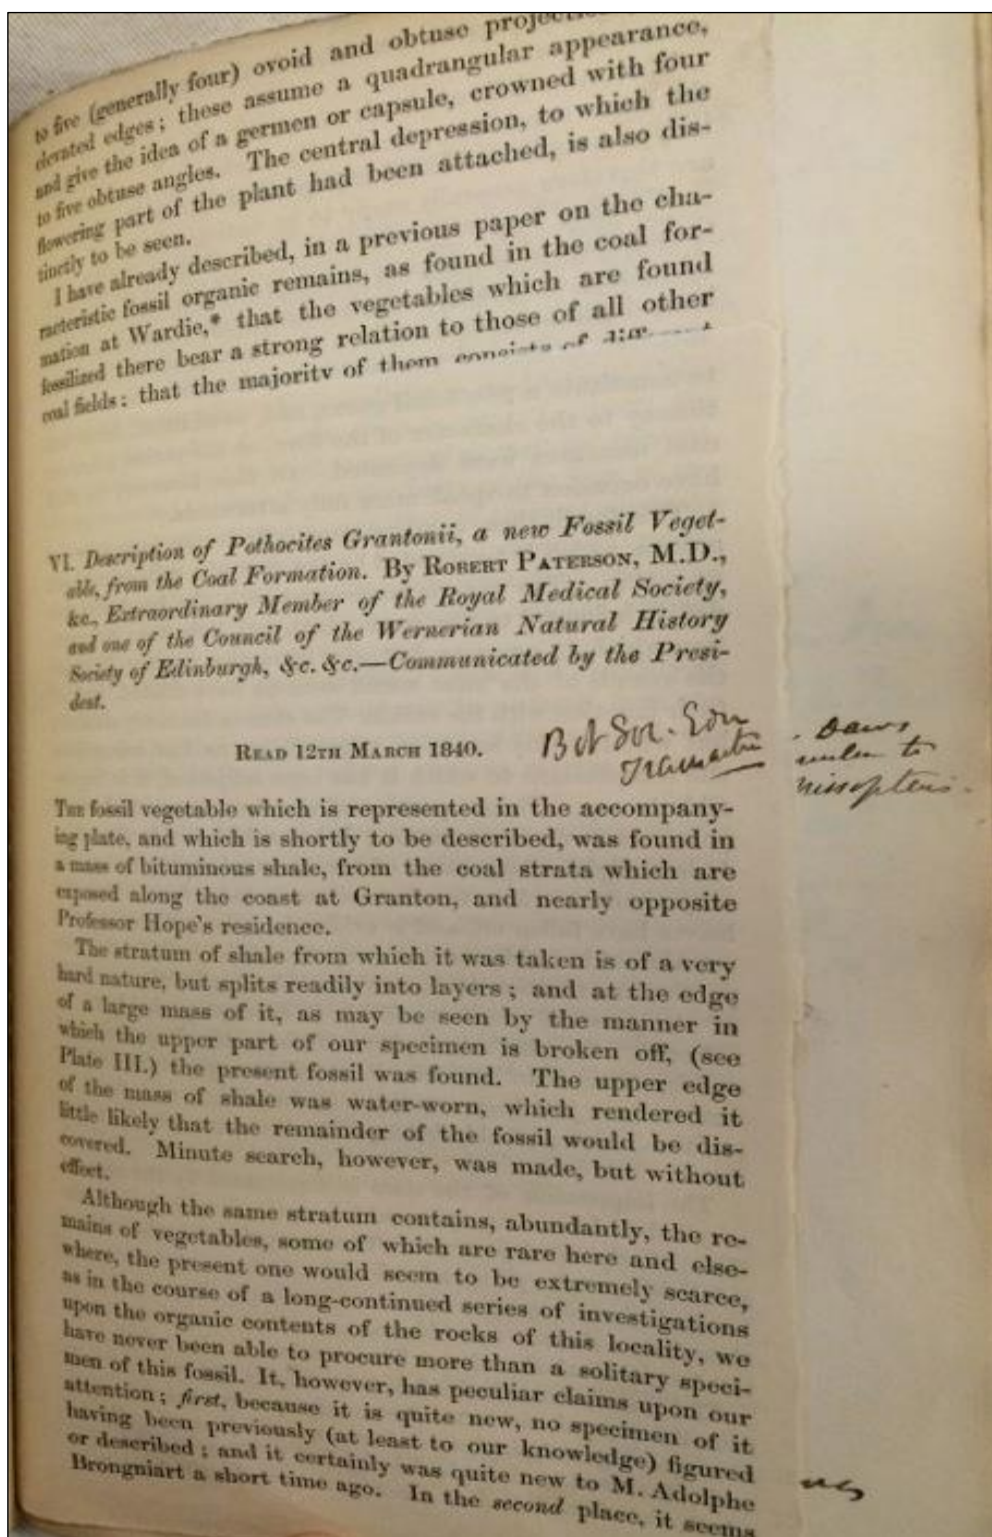 to five (generally four) ovoid and obtuse
elevated edges; these assume a quadrangular appearance,
and give the idea of a germen or capsule, crowned with four
to five obtuse angles. The central depression, to which the
flowering part of the plant had been attached, is also dis-
tinctly to be seen.
I have already described, in a previous paper on the cha-
racteristic fossil organic remains, as found in the coal for-
mation at Wardie,* that the vegetables which are found
fossilized there bear a strong relation to those of all other
coal fields; that the majority of them consists of
VI. Description of Pothocites Grantonii, a new Fossil Veget-
able, from the Coal Formation. By ROBERT PATERSON, M.D.,
&c., Extraordinary Member of the Royal Medical Society,
and one of the Council of the Wernerian Natural History
Society of Edinburgh, &c. &c.—Communicated by the Presi-
dent.
READ 12TH MARCH 1840.
Bot Soc. Edin
THE fossil vegetable which is represented in the accompany-
ing plate, and which is shortly to be described, was found in
a mass of bituminous shale, from the coal strata which are
exposed along the coast at Granton, and nearly opposite
Professor Hope's residence.
The stratum of shale from which it was taken is of a very
hard nature, but splits readily into layers; and at the edge
of a large mass of it, as may be seen by the manner in
which the upper part of our specimen is broken off, (see
Plate III.) the present fossil was found. The upper edge
of the mass of shale was water-worn, which rendered it
little likely that the remainder of the fossil would be dis-
covered. Minute search, however, was made, but without
effect.
Although the same stratum contains, abundantly, the re-
mains of vegetables, some of which are rare here and else-
where, the present one would seem to be extremely scarce,
as in the course of a long-continued series of investigations
upon the organic contents of the rocks of this locality, we
have never been able to procure more than a solitary speci-
men of this fossil. It, however, has peculiar claims upon our
attention; first, because it is quite new, no specimen of it
having been previously (at least to our knowledge) figured
or described; and it certainly was quite new to M. Adolphe
Brongniart a short time ago. In the second place, it seems